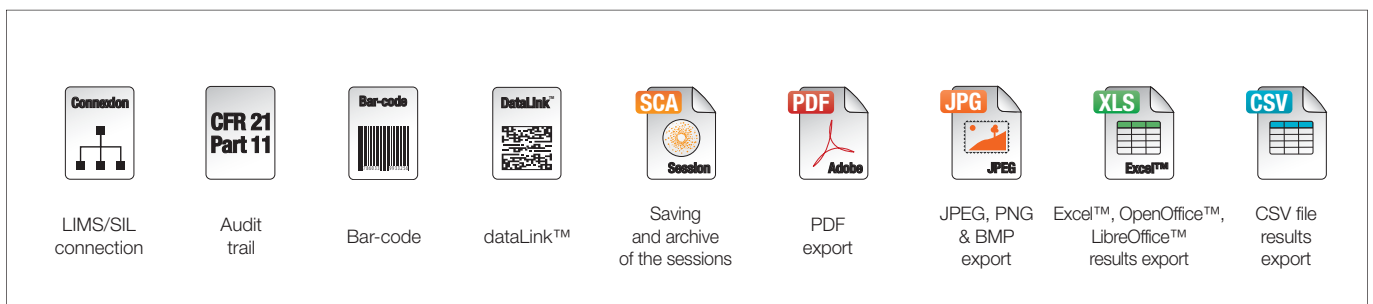 Connexion
LIMS/SIL
connection
CFR 21
Part 11
Audit
trail
Bar-code
Bar-code
DataLink™
dataLink™
SCA
Session
Saving
and archive
of the sessions
PDF
Adobe
PDF
export
JPG
JPEG
JPEG, PNG
& BMP
export
XLS
Excel™
Excel™, OpenOffice™,
LibreOffice™
results export
CSV
CSV file
results
export